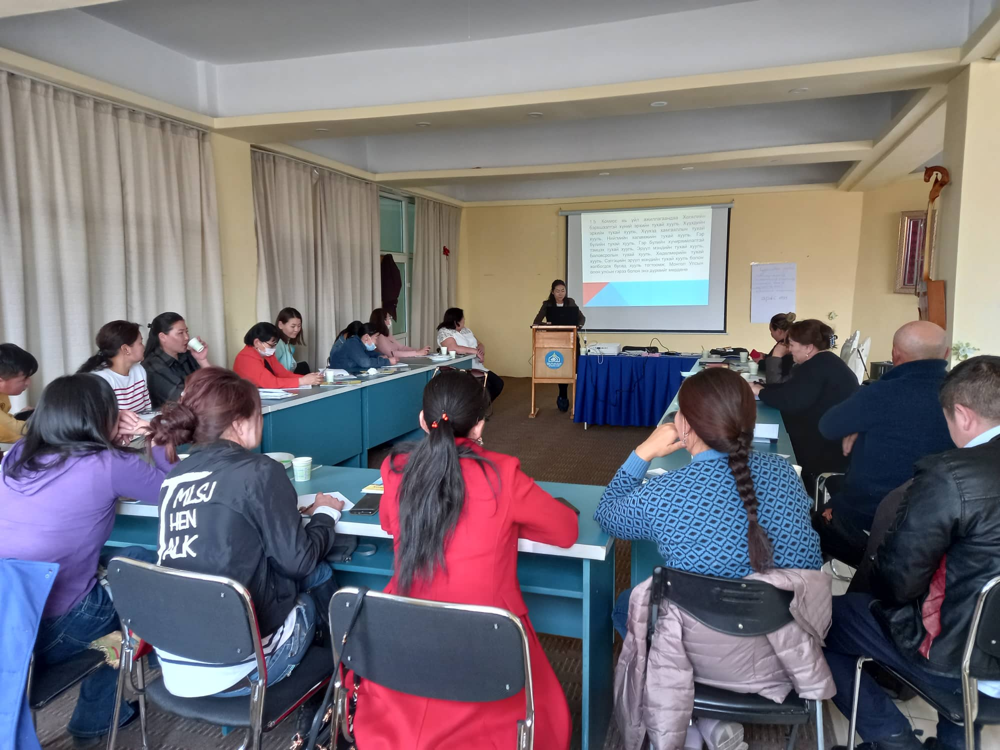 1.5. Комисс нь үйл ажиллагаандаа Хөгжлийн
бэрхшээлтэй хүний эрхийн тухай хууль, Хүүхдийн
эрхийн тухай хууль, Хүүхэд хамгааллын тухай
хууль, Нийгмийн халамжийн тухай хууль, Гэр
бүлийн тухай хууль, Гэр бүлийн хүчирхийлэлтэй
тэмцэх тухай хууль, Эрүүл мэндийн тухай хууль,
Боловсролын тухай хууль, Хөдөлмөрийн тухай
хууль, Сэтгэцийн эрүүл мэндийн тухай хууль болон
холбогдох бусад хууль тогтоомж, Монгол Улсын
олон улсын гэрээ болон энэ дүрмийг мөрдөнө
MLSJ
THEN
TALK